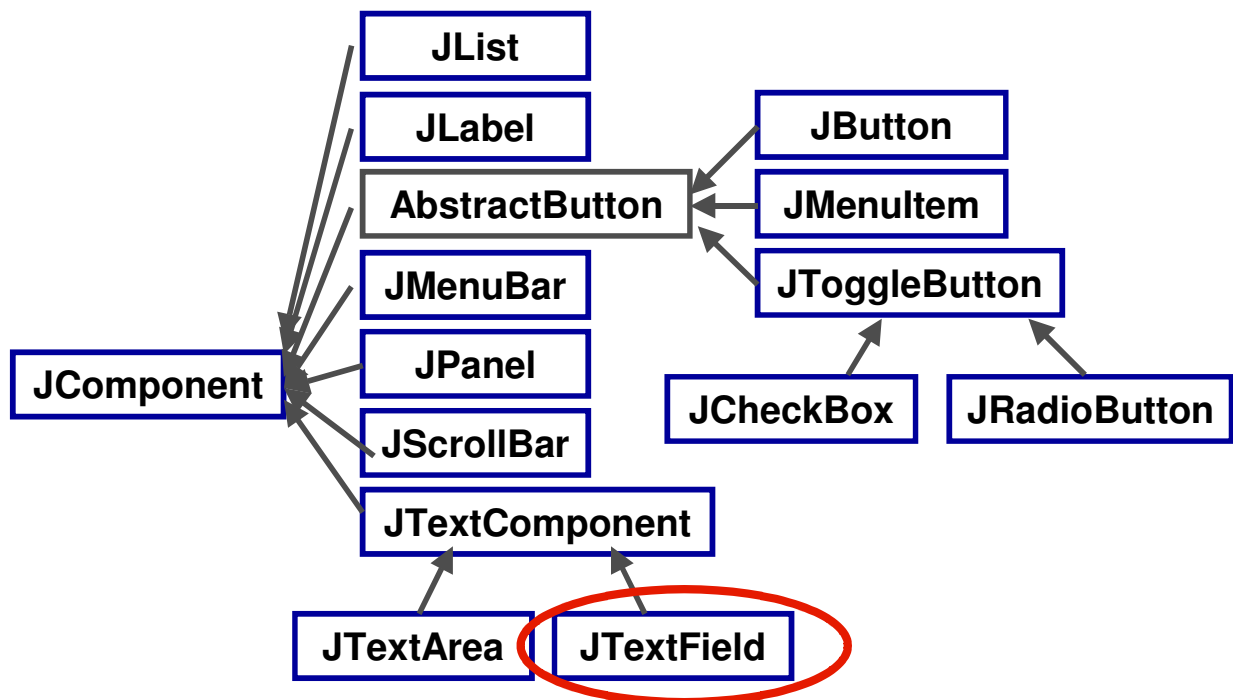 JList
JLabel
JButton
AbstractButton
JMenuItem
JMenuBar
JToggleButton
JComponent
JPanel
JCheckBox
JRadioButton
JScrollBar
JTextComponent
JTextArea
JTextField